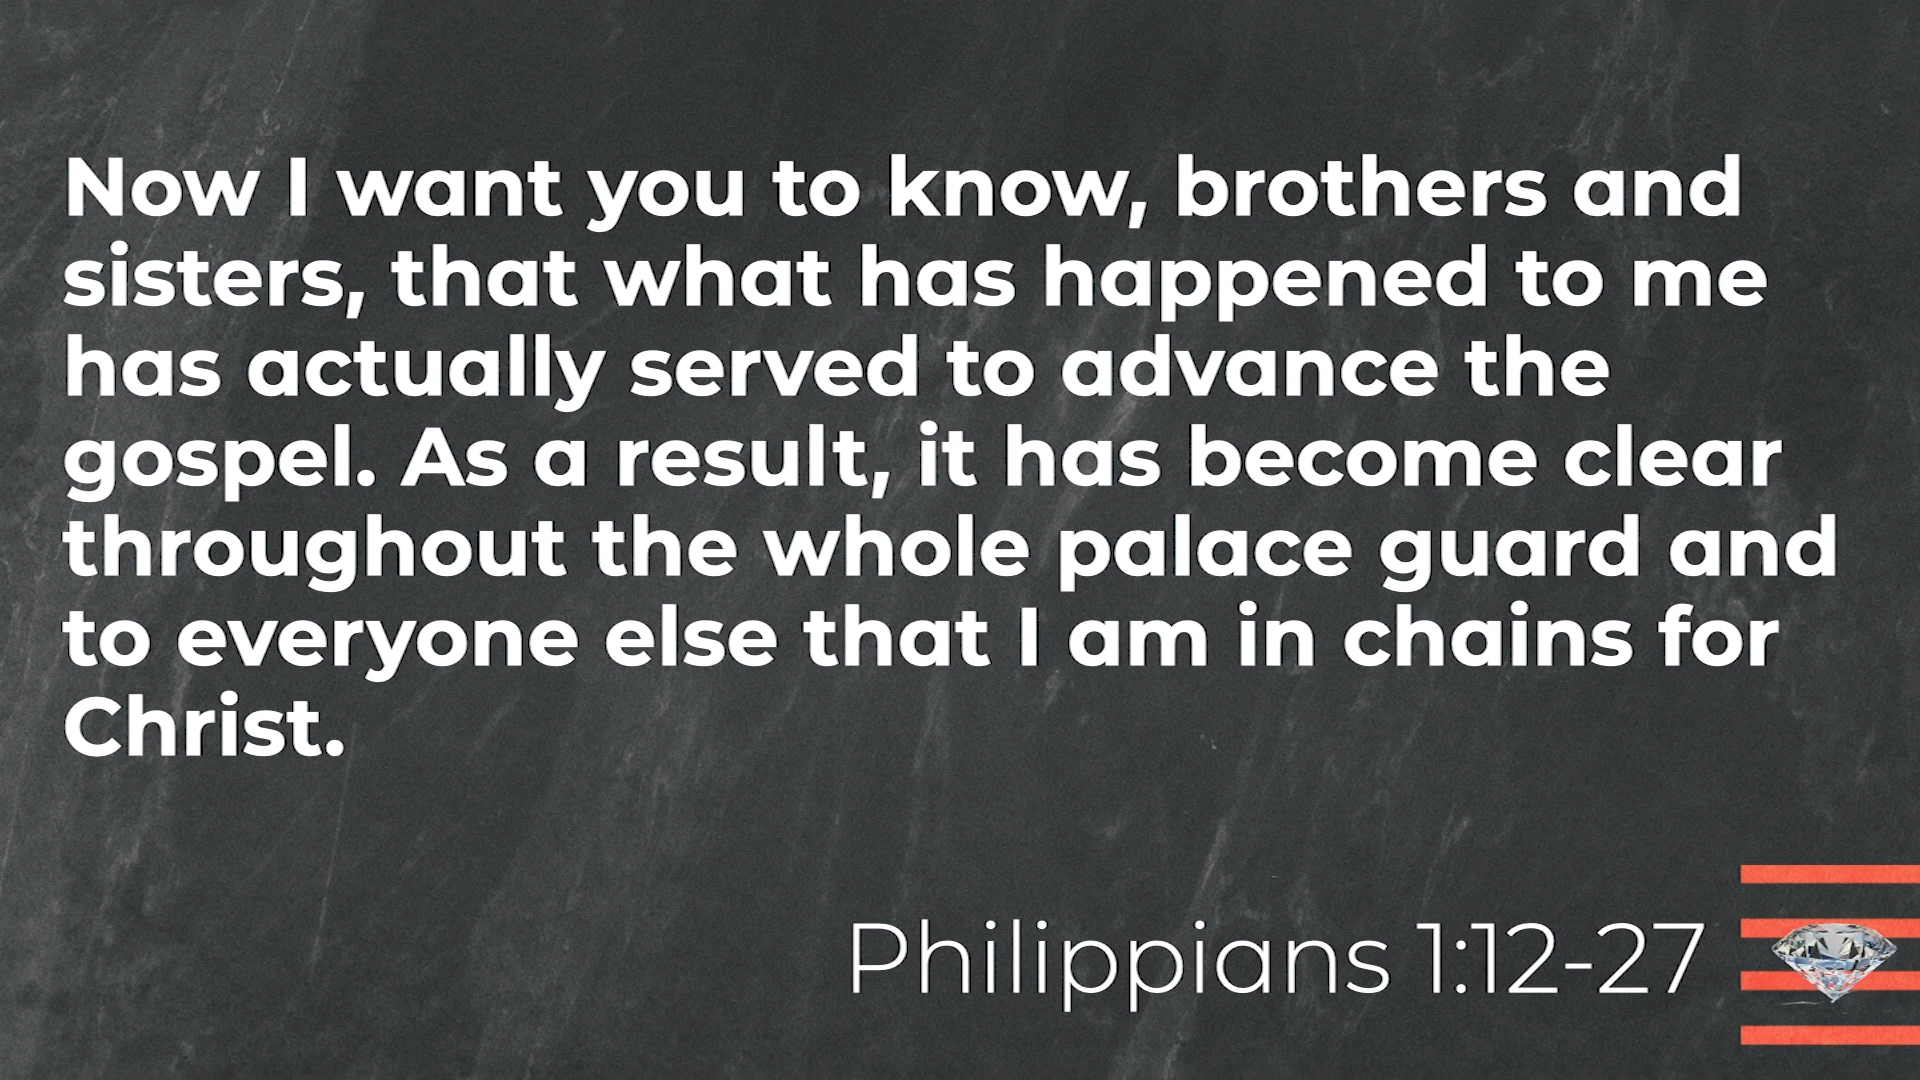 Now I want you to know, brothers and
sisters, that what has happened to me
has actually served to advance the
gospel. As a result, it has become clear
throughout the whole palace guard and
to everyone else that I am in chains for
Christ.
Philippians 1:12-27